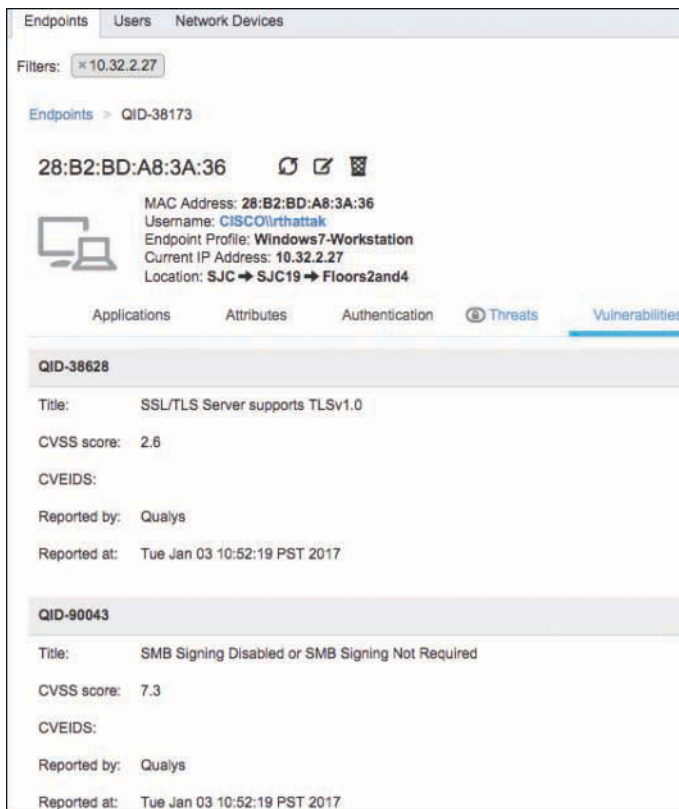 Endpoints Users Network Devices
Filters: × 10.32.2.27
Endpoints > QID-38173
28:B2:BD:A8:3A:36
MAC Address: 28:B2:BD:A8:3A:36
Username: CISCO\\rthattak
Endpoint Profile: Windows7-Workstation
Current IP Address: 10.32.2.27
Location: SJC ➔ SJC19 ➔ Floors2and4
Applications Attributes Authentication Threats Vulnerabilities
QID-38628
Title: SSL/TLS Server supports TLSv1.0
CVSS score: 2.6
CVEIDS:
Reported by: Qualys
Reported at: Tue Jan 03 10:52:19 PST 2017
QID-90043
Title: SMB Signing Disabled or SMB Signing Not Required
CVSS score: 7.3
CVEIDS:
Reported by: Qualys
Reported at: Tue Jan 03 10:52:19 PST 2017